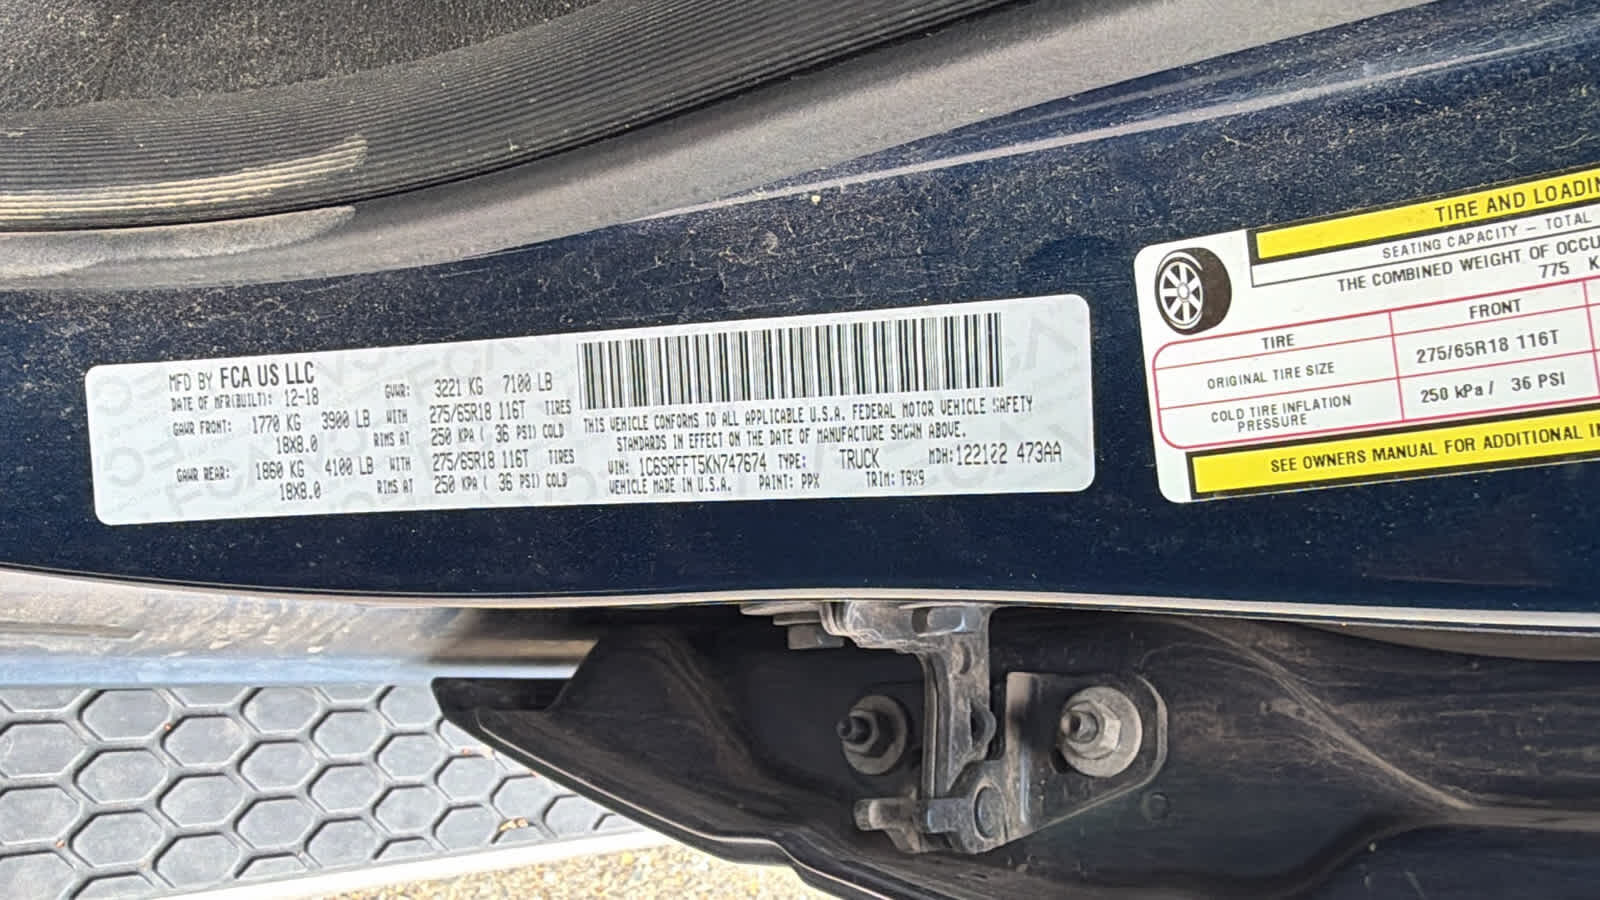 MFD BY FCA US LLC
DATE OF MFR(BUILT): 12-18 GVWR: 3221 KG 7100 LB
GAWR FRONT: 1770 KG 3900 LB WITH 275/65R18 116T TIRES
18X8.0 RIMS AT 250 KPA ( 36 PSI) COLD
GAWR REAR: 1860 KG 4100 LB WITH 275/65R18 116T TIRES
18X8.0 RIMS AT 250 KPA ( 36 PSI) COLD
THIS VEHICLE CONFORMS TO ALL APPLICABLE U.S.A. FEDERAL MOTOR VEHICLE SAFETY
STANDARDS IN EFFECT ON THE DATE OF MANUFACTURE SHOWN ABOVE.
VIN: 1C6SRFFT5KN747674 TYPE: TRUCK MDH:122122 473AA
VEHICLE MADE IN U.S.A. PAINT: PPX TRIM: T9X9
TIRE AND LOADIN
SEATING CAPACITY – TOTAL
THE COMBINED WEIGHT OF OCCU
775 K
TIRE FRONT
ORIGINAL TIRE SIZE 275/65R18 116T
COLD TIRE INFLATION
PRESSURE 250 kPa / 36 PSI
SEE OWNERS MANUAL FOR ADDITIONAL I